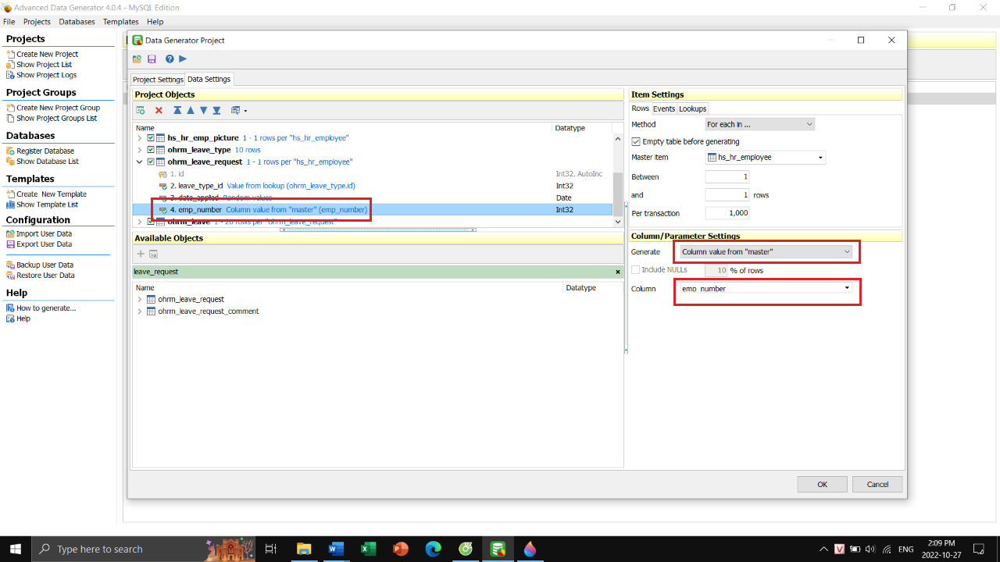 Advanced Data Generator 4.0.4 - MySQL Edition
File Projects Databases Templates Help
Projects
Create New Project
Show Project List
Show Project Logs
Project Groups
Create New Project Group
Show Project Groups List
Databases
Register Database
Show Database List
Templates
Create New Template
Show Template List
Configuration
Import User Data
Export User Data
Backup User Data
Restore User Data
Help
How to generate...
Help
Data Generator Project
Project Settings Data Settings
Project Objects
Name Datatype
hs_hr_emp_picture 1 - 1 rows per "hs_hr_employee"
ohrm_leave_type 10 rows
ohrm_leave_request 1 - 1 rows per "hs_hr_employee"
1. id Int32, AutoInc
2. leave_type_id Value from lookup (ohrm_leave_type.id) Int32
3. date_applied Random values Date
4. emp_number Column value from "master" (emp_number) Int32
ohrm_leave 1 - 20 rows per "ohrm_leave_request"
Available Objects
leave_request
Name Datatype
ohrm_leave_request
ohrm_leave_request_comment
Item Settings
Rows Events Lookups
Method For each in ...
Empty table before generating
Master item hs_hr_employee
Between 1
and 1 rows
Per transaction 1,000
Column/Parameter Settings
Generate Column value from "master"
Include NULLs 10 % of rows
Column emp_number
OK Cancel
Type here to search
ENG
2:09 PM
2022-10-27